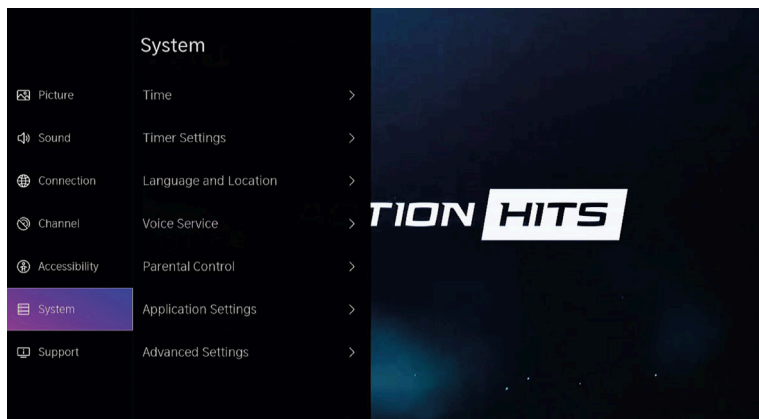 System
Picture
Time
Sound
Timer Settings
Connection
Language and Location
Channel
Voice Service
Accessibility
Parental Control
System
Application Settings
Support
Advanced Settings
TION HITS